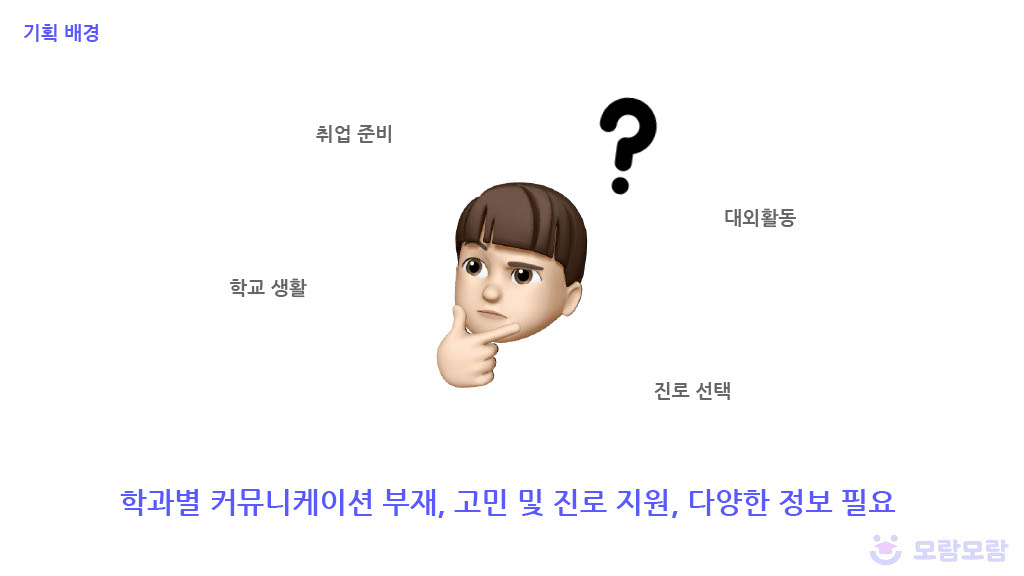 기획 배경
취업 준비
대외활동
학교 생활
진로 선택
학과별 커뮤니케이션 부재, 고민 및 진로 지원, 다양한 정보 필요
모람모람